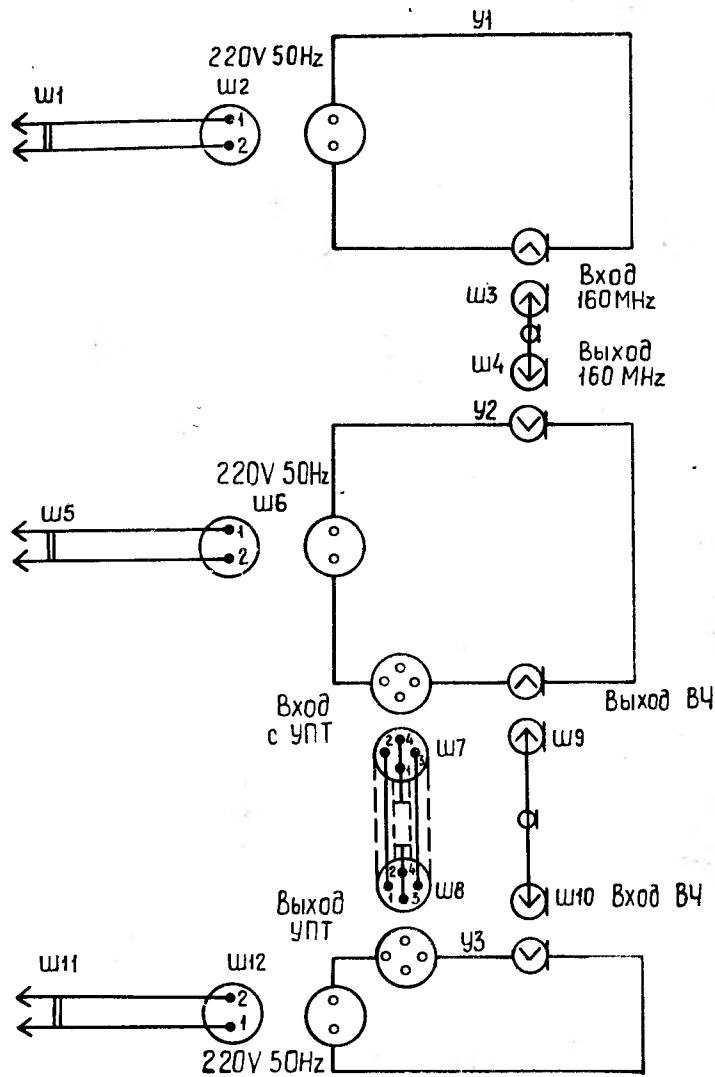 У1
220V 50Hz
Ш1
Ш2
1
2
Ш3
Вход
160MHz
Ш4
Выход
160 MHz
У2
220V 50Hz
Ш6
Ш5
1
2
Вход
с УПТ
Выход ВЧ
Ш7
2 4
1 3
Ш9
Ш8
2 4
1 3
Ш10 Вход ВЧ
Выход
УПТ
У3
Ш11
Ш12
2
1
220V 50Hz